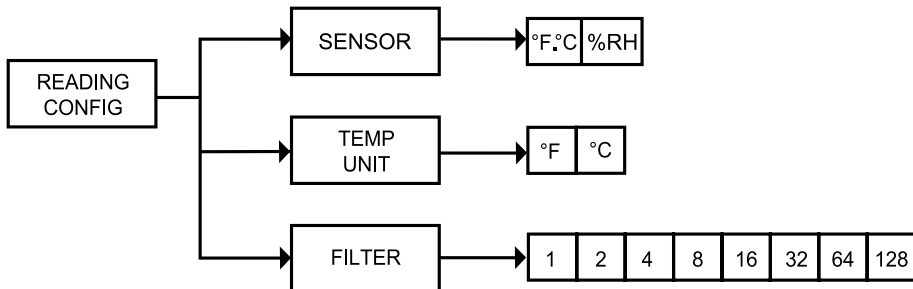 SENSOR
°F.°C %RH
READING
CONFIG
TEMP
UNIT
°F °C
FILTER
1 2 4 8 16 32 64 128